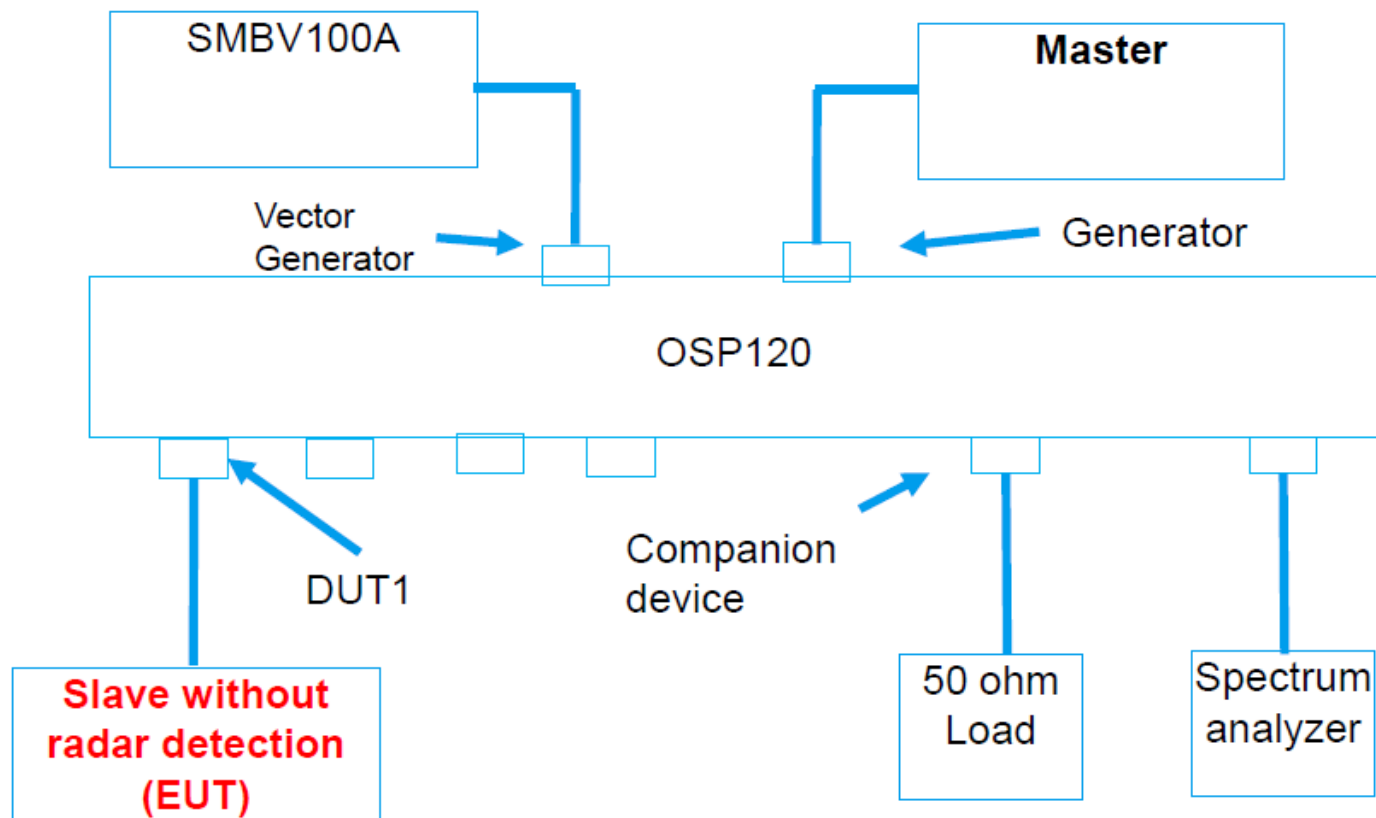 SMBV100A
Master
Vector
Generator
Generator
OSP120
DUT1
Companion
device
Slave without
radar detection
(EUT)
50 ohm
Load
Spectrum
analyzer